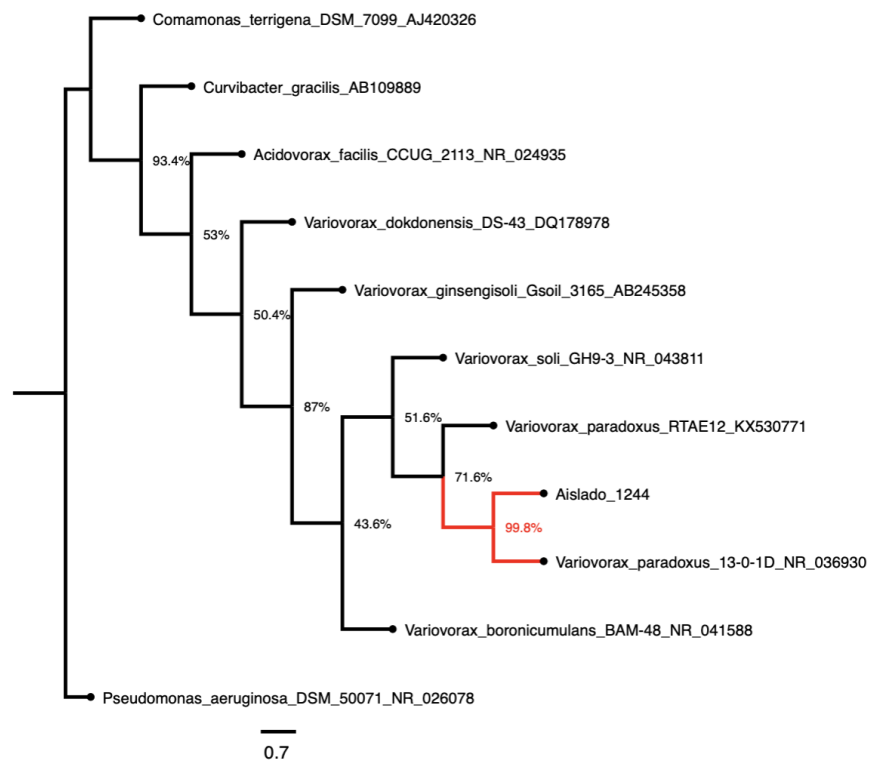 Comamonas_terrigena_DSM_7099_AJ420326
Curvibacter_gracilis_AB109889
93.4%
Acidovorax_facilis_CCUG_2113_NR_024935
53%
Variovorax_dokdonensis_DS-43_DQ178978
50.4%
Variovorax_ginsengisoli_Gsoil_3165_AB245358
Variovorax_soli_GH9-3_NR_043811
87%
51.6%
Variovorax_paradoxus_RTAE12_KX530771
71.6%
Aislado_1244
43.6%
99.8%
Variovorax_paradoxus_13-0-1D_NR_036930
Variovorax_boronicumulans_BAM-48_NR_041588
Pseudomonas_aeruginosa_DSM_50071_NR_026078
0.7